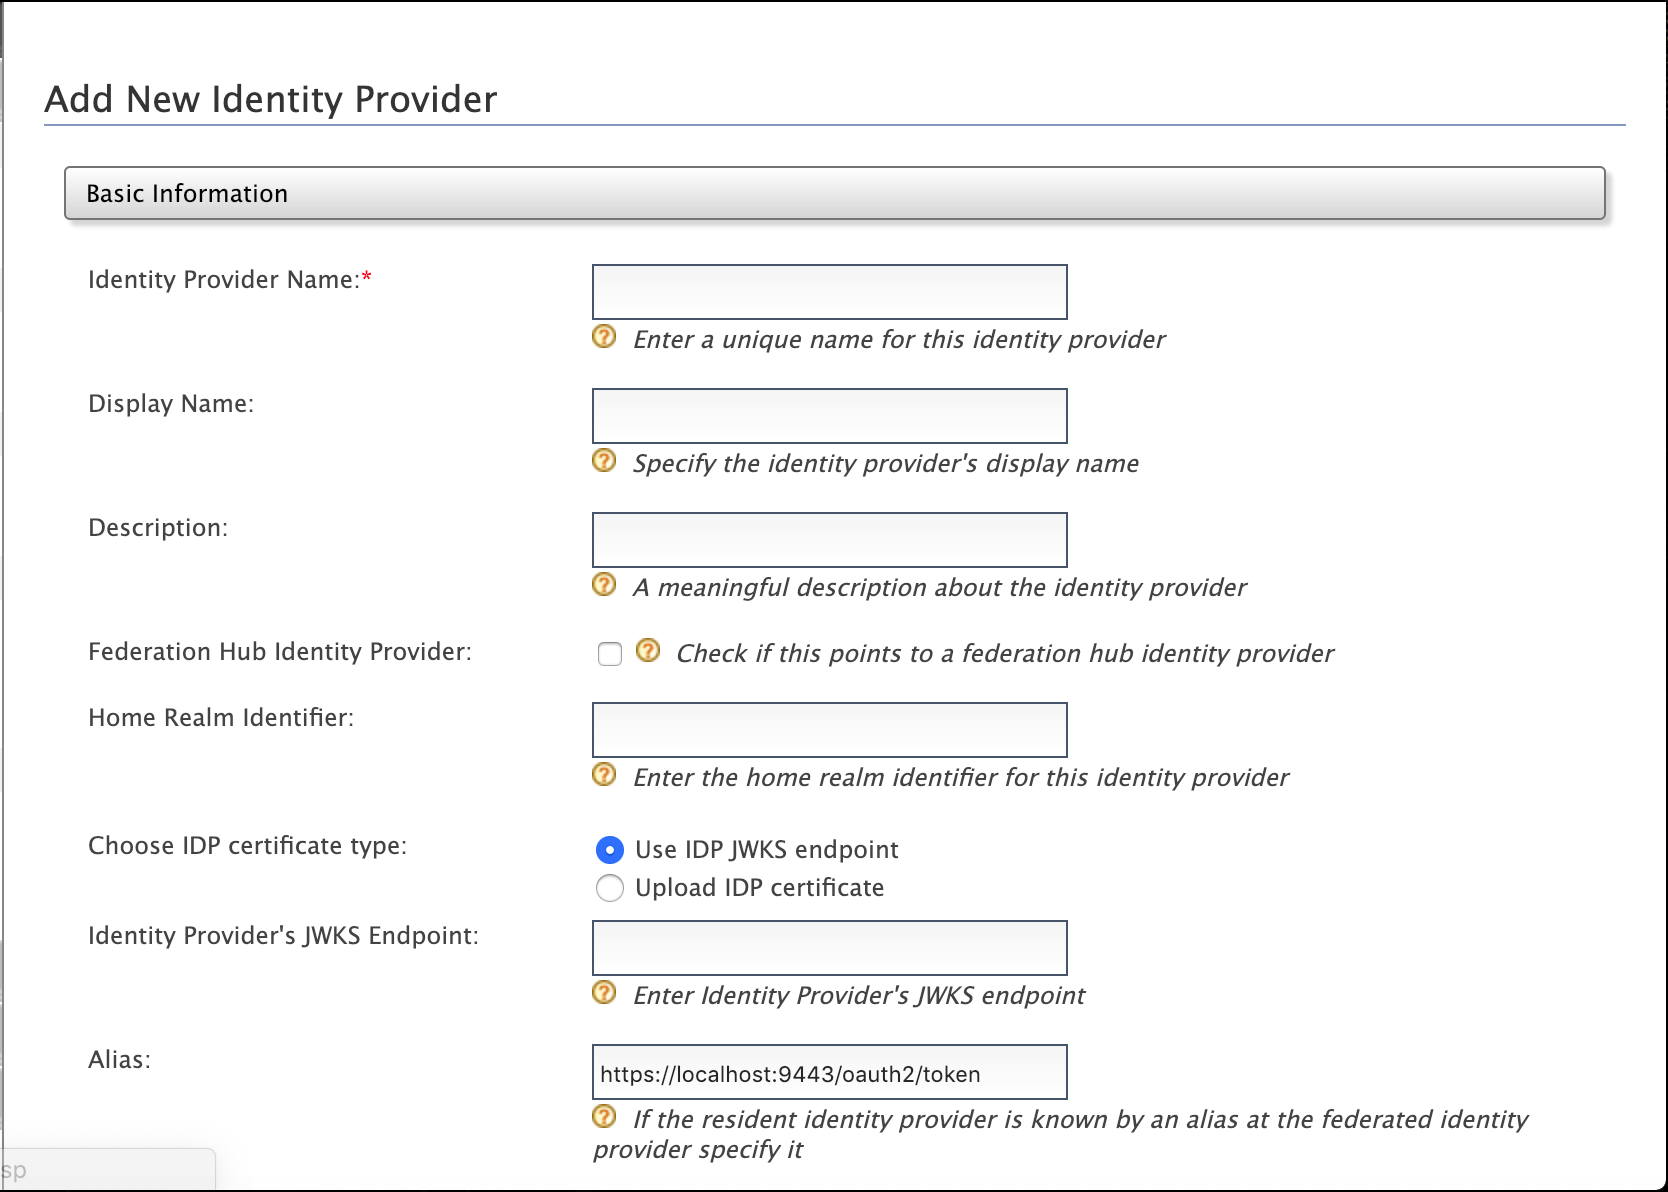 Add New Identity Provider
Basic Information
Identity Provider Name:*
Enter a unique name for this identity provider
Display Name:
Specify the identity provider's display name
Description:
A meaningful description about the identity provider
Federation Hub Identity Provider:
Check if this points to a federation hub identity provider
Home Realm Identifier:
Enter the home realm identifier for this identity provider
Choose IDP certificate type:
Use IDP JWKS endpoint
Upload IDP certificate
Identity Provider's JWKS Endpoint:
Enter Identity Provider's JWKS endpoint
Alias:
https://localhost:9443/oauth2/token
If the resident identity provider is known by an alias at the federated identity
provider specify it
sp